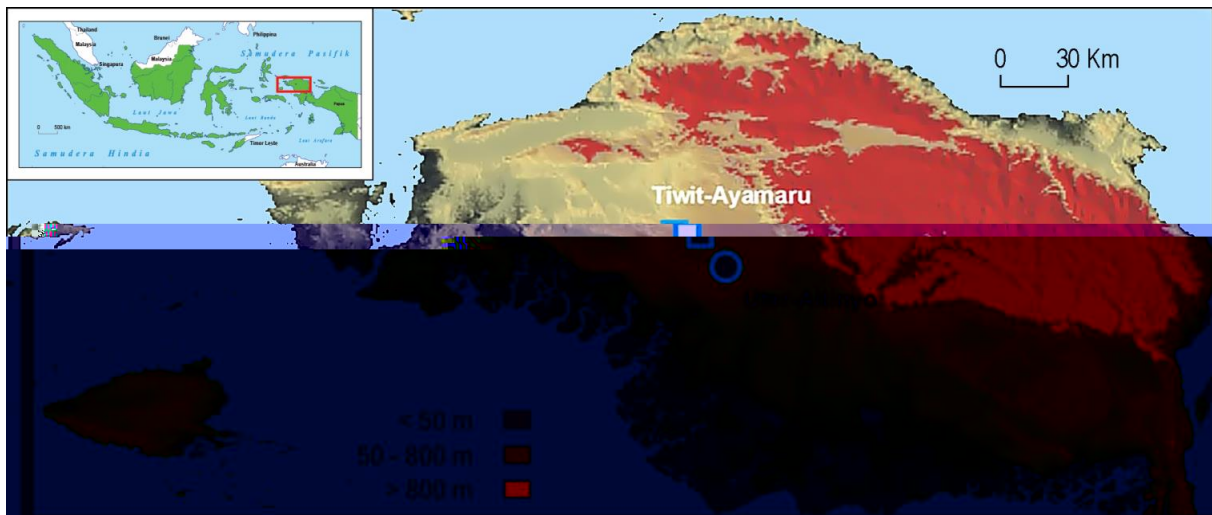 Thailand
Malaysia
Brunei
Malaysia
Philippina
Singapura
Samudera Pasifik
Laut Jawa
Laut Banda
Papua
0 500 km
Laut Arafura
Timor Leste
Samudera Hindia
Australia
0 30 Km
Tiwit-Ayamaru
< 50 m
50 - 800 m
> 800 m